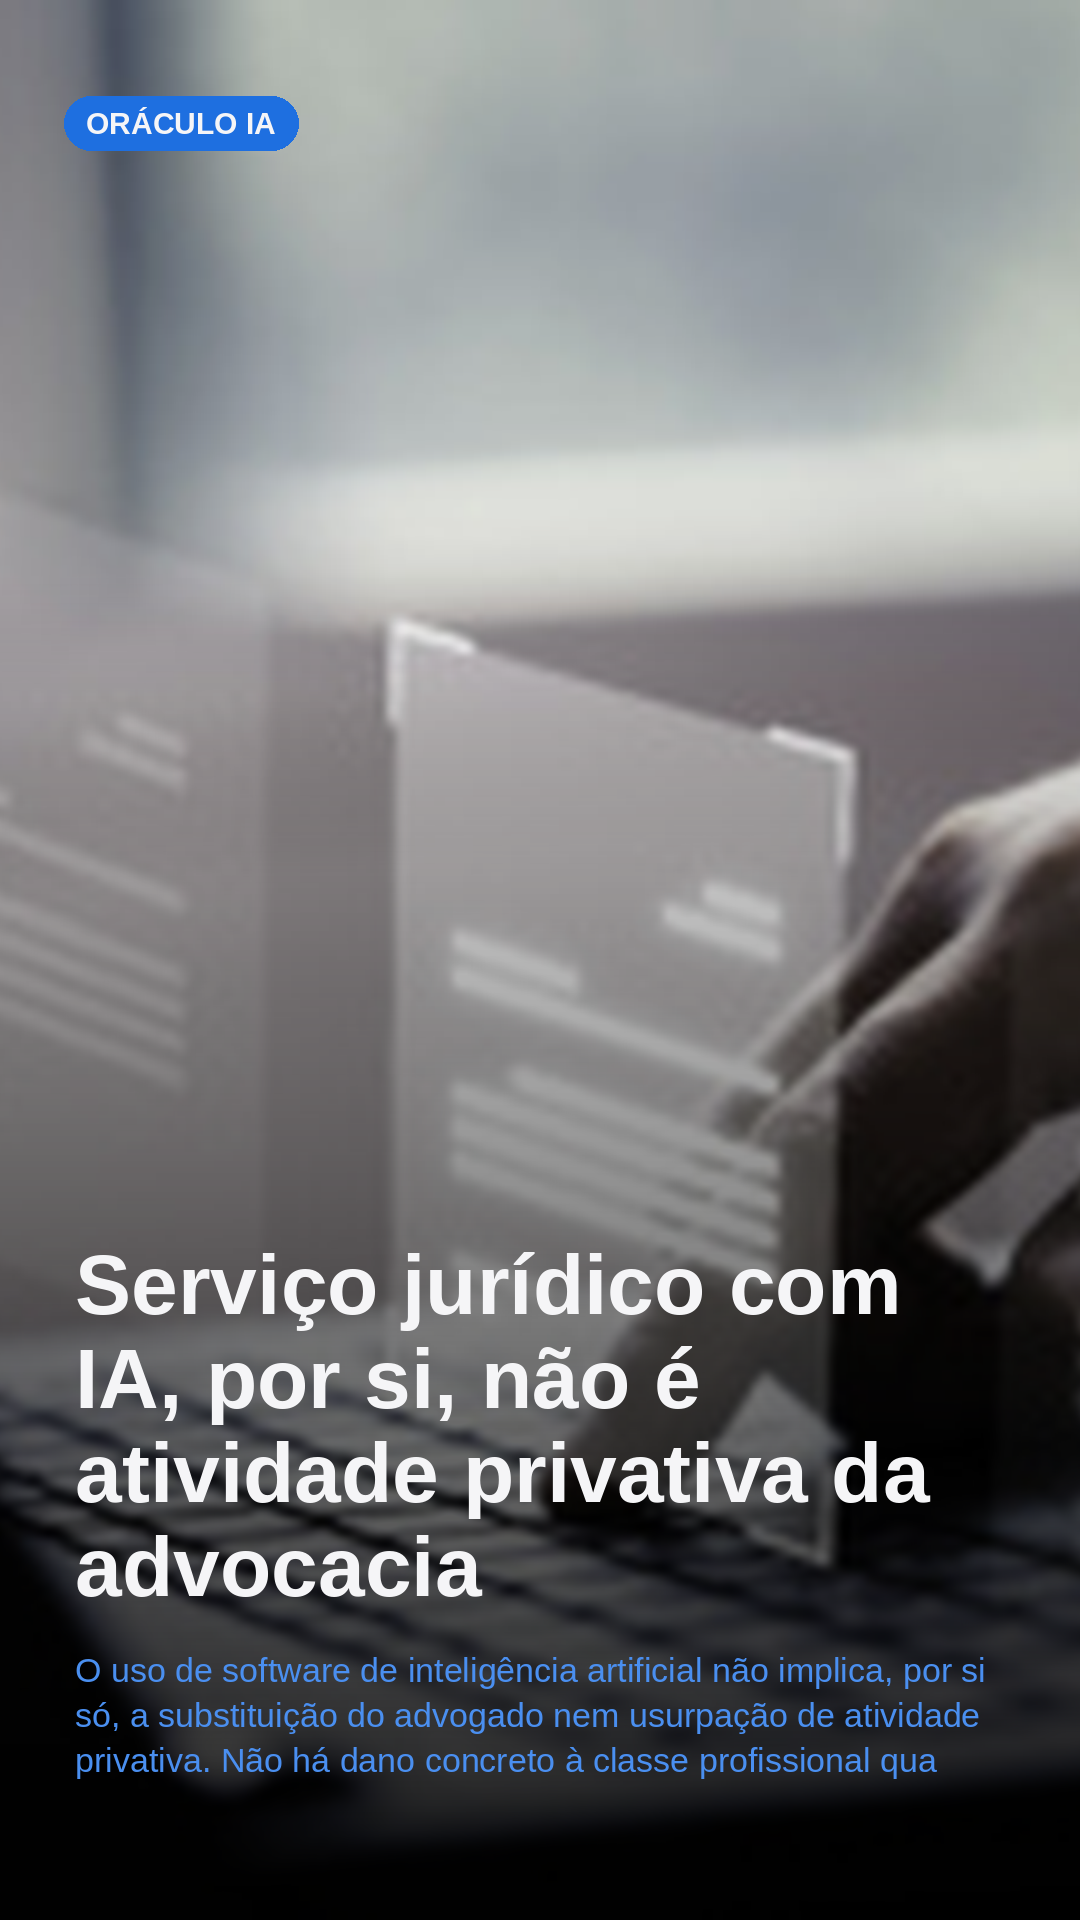 ORÁCULO IA
Serviço jurídico com
IA, por si, não é
atividade privativa da
advocacia
O uso de software de inteligência artificial não implica, por si
só, a substituição do advogado nem usurpação de atividade
privativa. Não há dano concreto à classe profissional qua